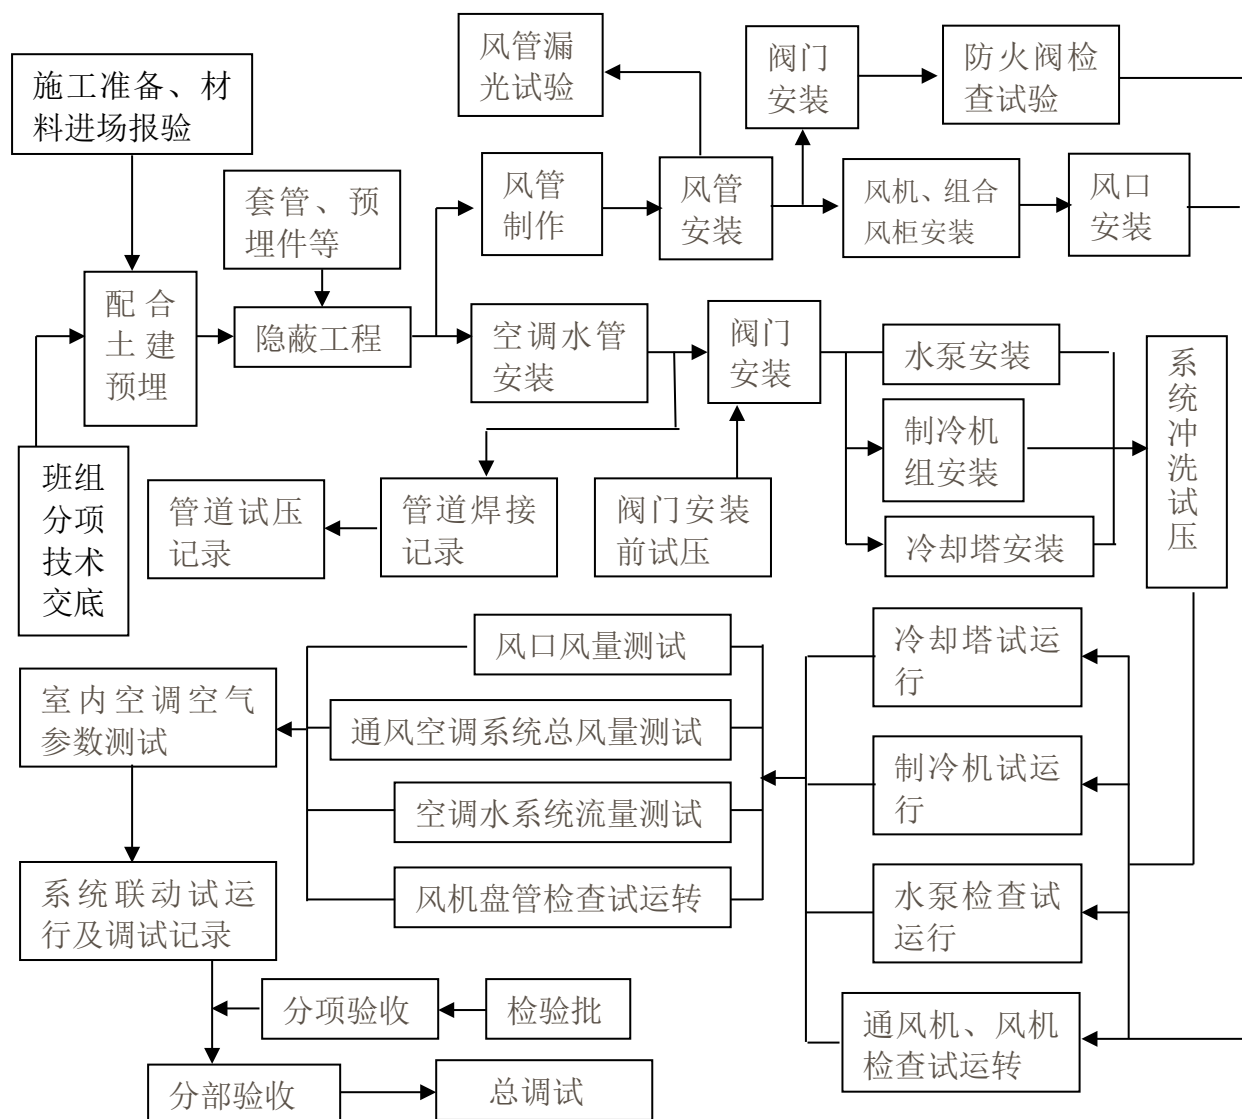 风管漏
光试验
阀门
安装
防火阀检
查试验
施工准备、材
料进场报验
套管、预
埋件等
风管
制作
风管
安装
风机、组合
风柜安装
风口
安装
配合
土建
预埋
隐蔽工程
空调水管
安装
阀门
安装
水泵安装
制冷机
组安装
冷却塔安装
系
统
冲
洗
试
压
班组
分项
技术
交底
管道试压
记录
管道焊接
记录
阀门安装
前试压
风口风量测试
通风空调系统总风量测试
空调水系统流量测试
风机盘管检查试运转
冷却塔试运
行
制冷机试运
行
水泵检查试
运行
通风机、风机
检查试运转
室内空调空气
参数测试
系统联动试运
行及调试记录
分项验收
检验批
分部验收
总调试